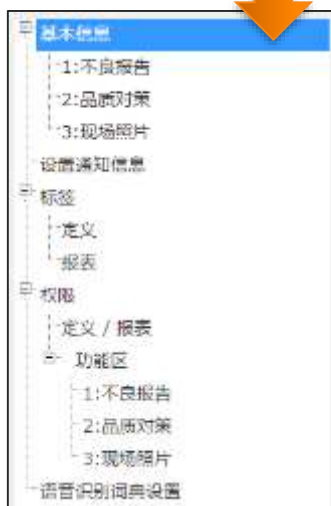 基本信息
1:不良报告
2:品质对策
3:现场照片
设置通知信息
标签
定义
报表
权限
定义 / 报表
功能区
1:不良报告
2:品质对策
3:现场照片
语音识别词典设置